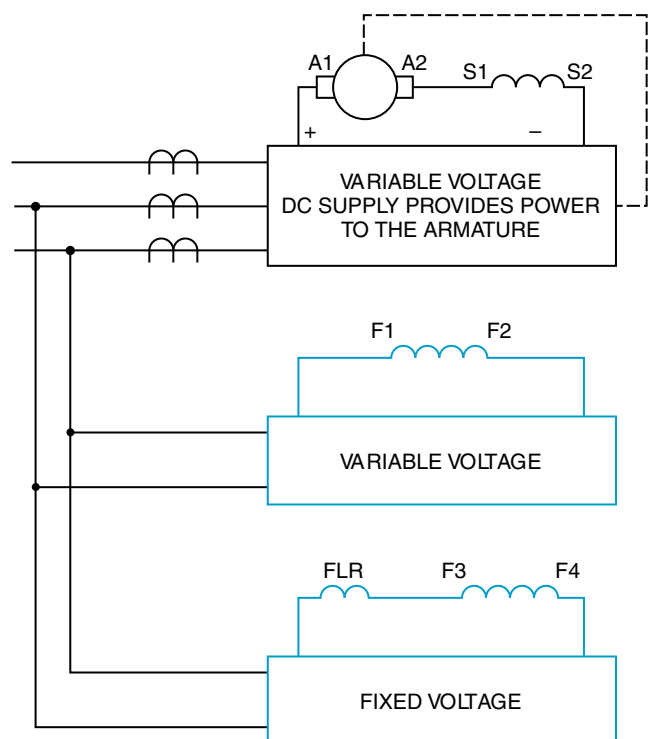 A1 A2 S1 S2
+ –
VARIABLE VOLTAGE
DC SUPPLY PROVIDES POWER
TO THE ARMATURE
F1 F2
VARIABLE VOLTAGE
FLR F3 F4
FIXED VOLTAGE